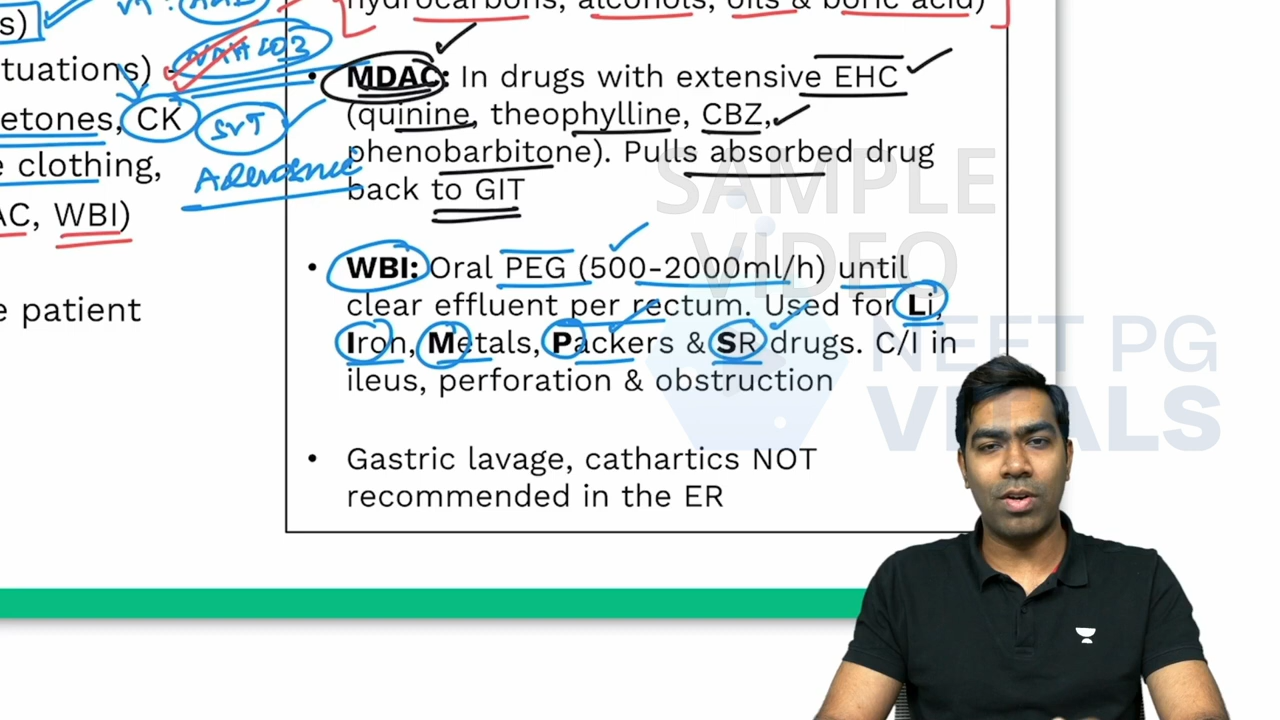 s)
hydrocarbons, alcohols, oils & boric acid)
tuations)
NaHCO3
etones, CK
SVT
e clothing,
Adenosine
AC, WBI)
e patient
• MDAC: In drugs with extensive EHC
(quinine, theophylline, CBZ,
phenobarbitone). Pulls absorbed drug
back to GIT
• WBI: Oral PEG (500-2000ml/h) until
clear effluent per rectum. Used for Li,
Iron, Metals, Packers & SR drugs. C/I in
ileus, perforation & obstruction
• Gastric lavage, cathartics NOT
recommended in the ER
SAMPLE
VIDEO
NEET PG
VITALS